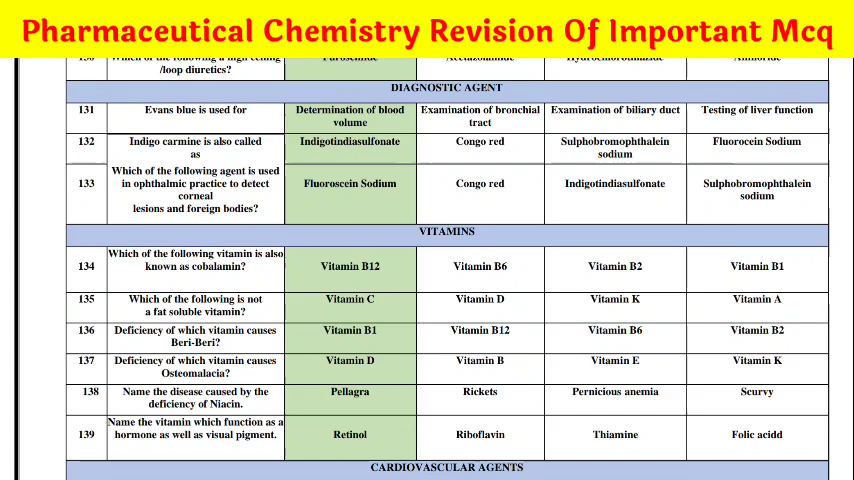 Pharmaceutical Chemistry Revision Of Important Mcq
/loop diuretics?
DIAGNOSTIC AGENT
131 Evans blue is used for Determination of blood volume Examination of bronchial tract Examination of biliary duct Testing of liver function
132 Indigo carmine is also called as Indigotindiasulfonate Congo red Sulphobromophthalein sodium Fluorocein Sodium
133 Which of the following agent is used in ophthalmic practice to detect corneal lesions and foreign bodies? Fluoroscein Sodium Congo red Indigotindiasulfonate Sulphobromophthalein sodium
VITAMINS
134 Which of the following vitamin is also known as cobalamin? Vitamin B12 Vitamin B6 Vitamin B2 Vitamin B1
135 Which of the following is not a fat soluble vitamin? Vitamin C Vitamin D Vitamin K Vitamin A
136 Deficiency of which vitamin causes Beri-Beri? Vitamin B1 Vitamin B12 Vitamin B6 Vitamin B2
137 Deficiency of which vitamin causes Osteomalacia? Vitamin D Vitamin B Vitamin E Vitamin K
138 Name the disease caused by the deficiency of Niacin. Pellagra Rickets Pernicious anemia Scurvy
139 Name the vitamin which function as a hormone as well as visual pigment. Retinol Riboflavin Thiamine Folic acidd
CARDIOVASCULAR AGENTS